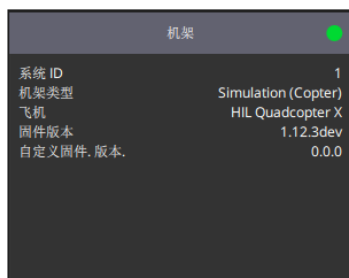 机架
系统 ID 1
机架类型 Simulation (Copter)
飞机 HIL Quadcopter X
固件版本 1.12.3dev
自定义固件. 版本. 0.0.0